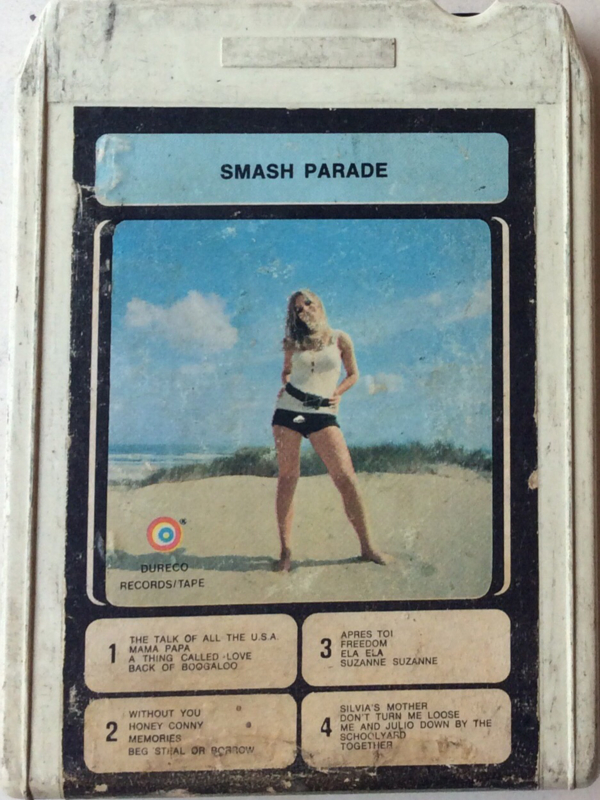 SMASH PARADE
®
DURECO
RECORDS/TAPE
1
THE TALK OF ALL THE U.S.A.
MAMA PAPA
A THING CALLED LOVE
BACK OF BOOGALOO
3
APRES TOI
FREEDOM
ELA ELA
SUZANNE SUZANNE
2
WITHOUT YOU
HONEY CONNY
MEMORIES
BEG STEAL OR BORROW
4
SILVIA'S MOTHER
DON'T TURN ME LOOSE
ME AND JULIO DOWN BY THE
SCHOOLYARD
TOGETHER